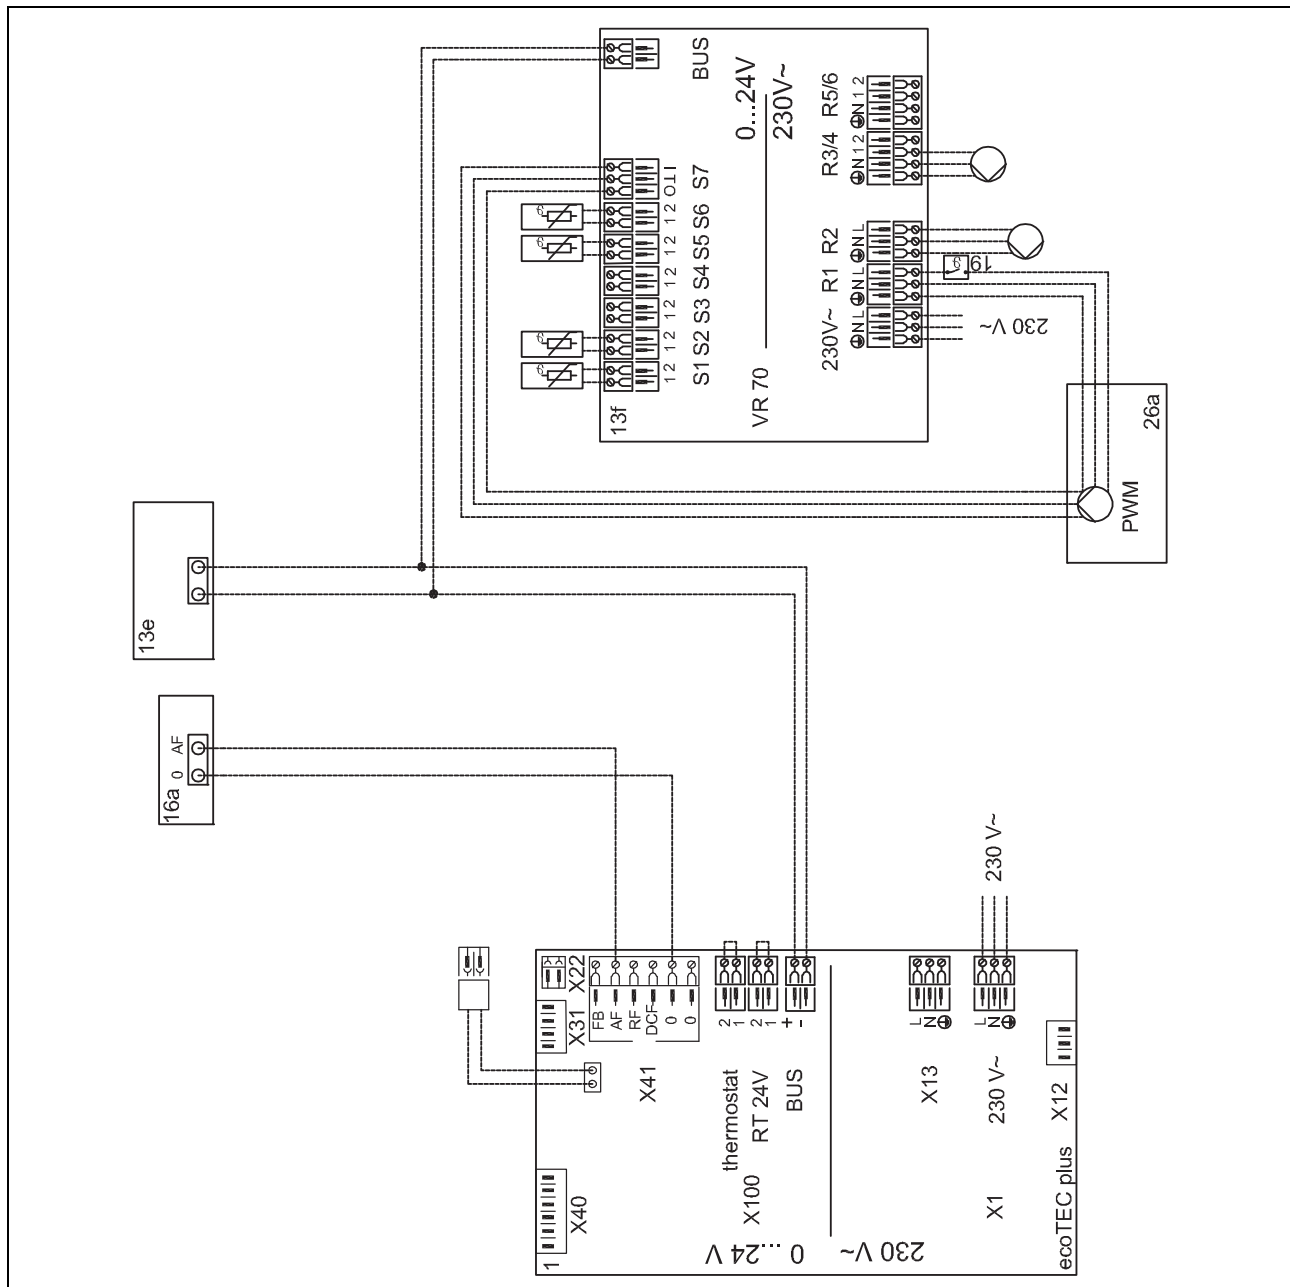 BUS
0...24V
230V~
R5/6
N 1 2
R3/4
N 1 2
S7
O T I
S6
1 2
S5
1 2
S4
1 2
S3
1 2
S2
1 2
S1
1 2
R2
N L
R1
N L
19
230V~
N L
230 V~
VR 70
13f
26a
PWM
13e
16a
0
AF
230 V~
X22
X31
FB
AF
RF
DCF
0
0
X41
2
1
thermostat
2
1
RT 24V
+
-
BUS
X100
L
N
X13
L
N
230 V~
X1
X12
X40
1
0...24 V
230 V~
ecoTEC plus